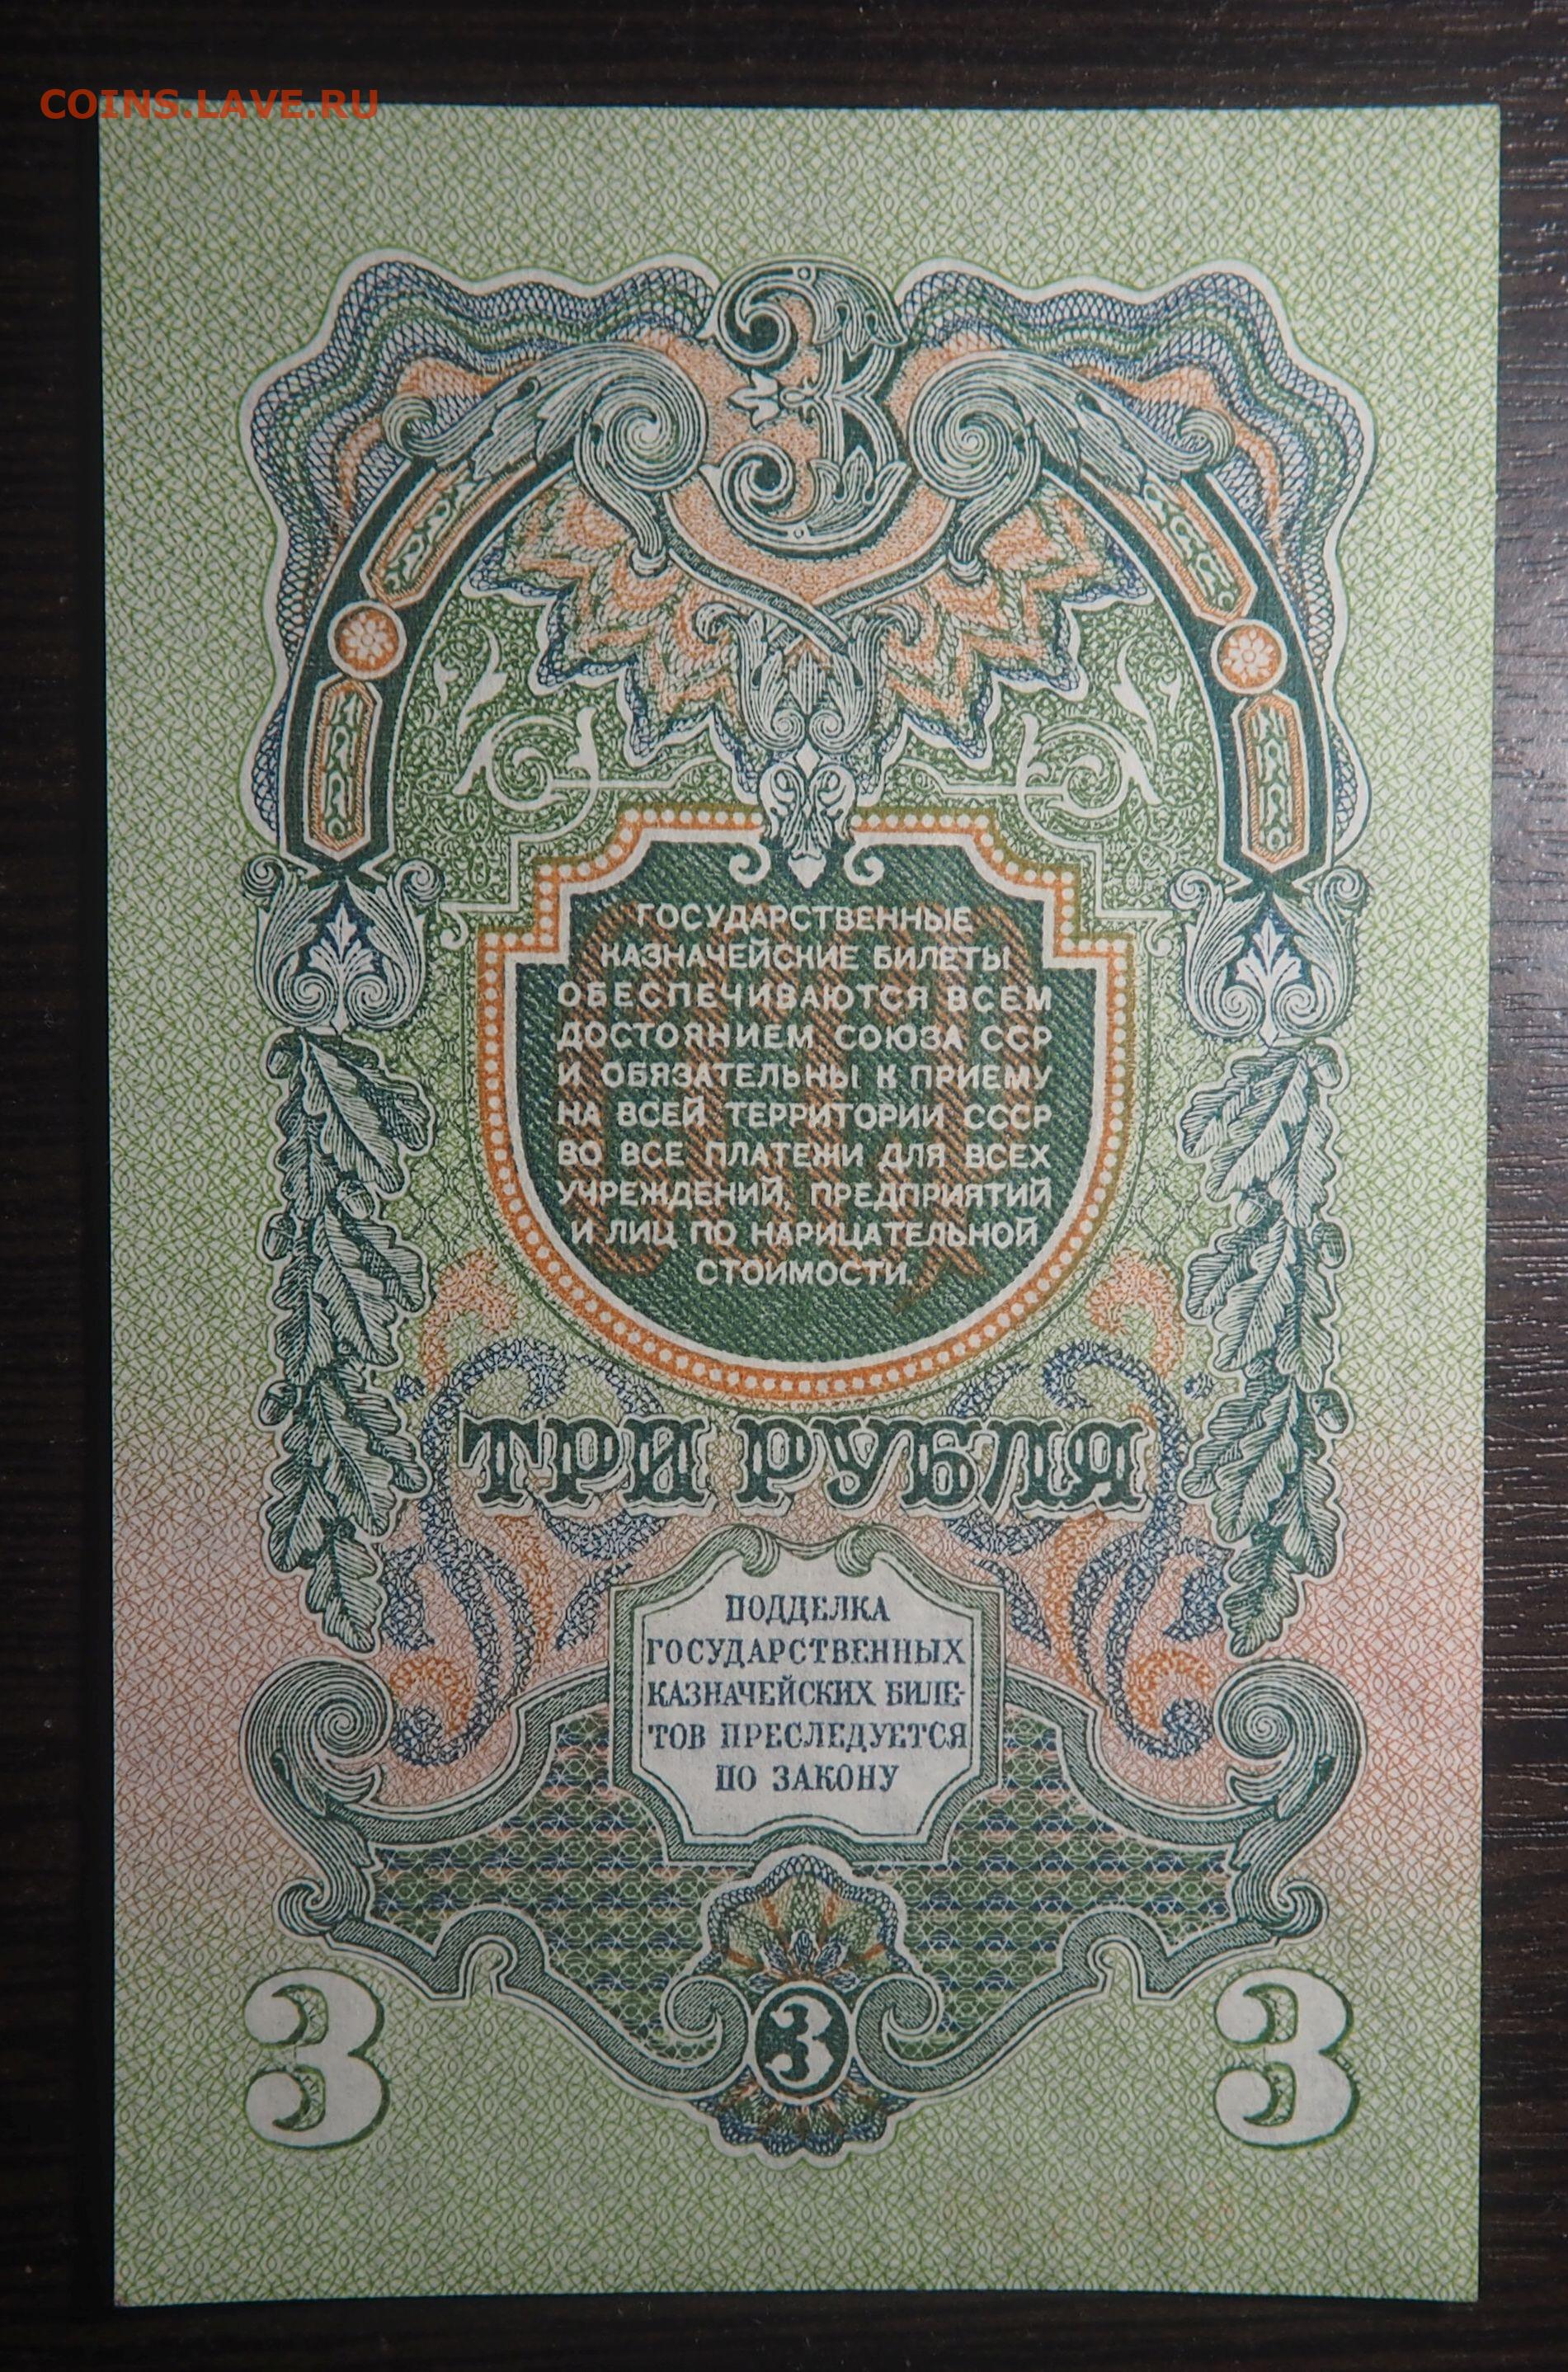 COINS.LAVE.RU
3
ГОСУДАРСТВЕННЫЕ
КАЗНАЧЕЙСКИЕ БИЛЕТЫ
ОБЕСПЕЧИВАЮТСЯ ВСЕМ
ДОСТОЯНИЕМ СОЮЗА ССР
И ОБЯЗАТЕЛЬНЫ К ПРИЕМУ
НА ВСЕЙ ТЕРРИТОРИИ СССР
ВО ВСЕ ПЛАТЕЖИ ДЛЯ ВСЕХ
УЧРЕЖДЕНИЙ, ПРЕДПРИЯТИЙ
И ЛИЦ ПО НАРИЦАТЕЛЬНОЙ
СТОИМОСТИ.
ТРИ РУБЛЯ
ПОДДЕЛКА
ГОСУДАРСТВЕННЫХ
КАЗНАЧЕЙСКИХ БИЛЕ-
ТОВ ПРЕСЛЕДУЕТСЯ
ПО ЗАКОНУ
3 3 3